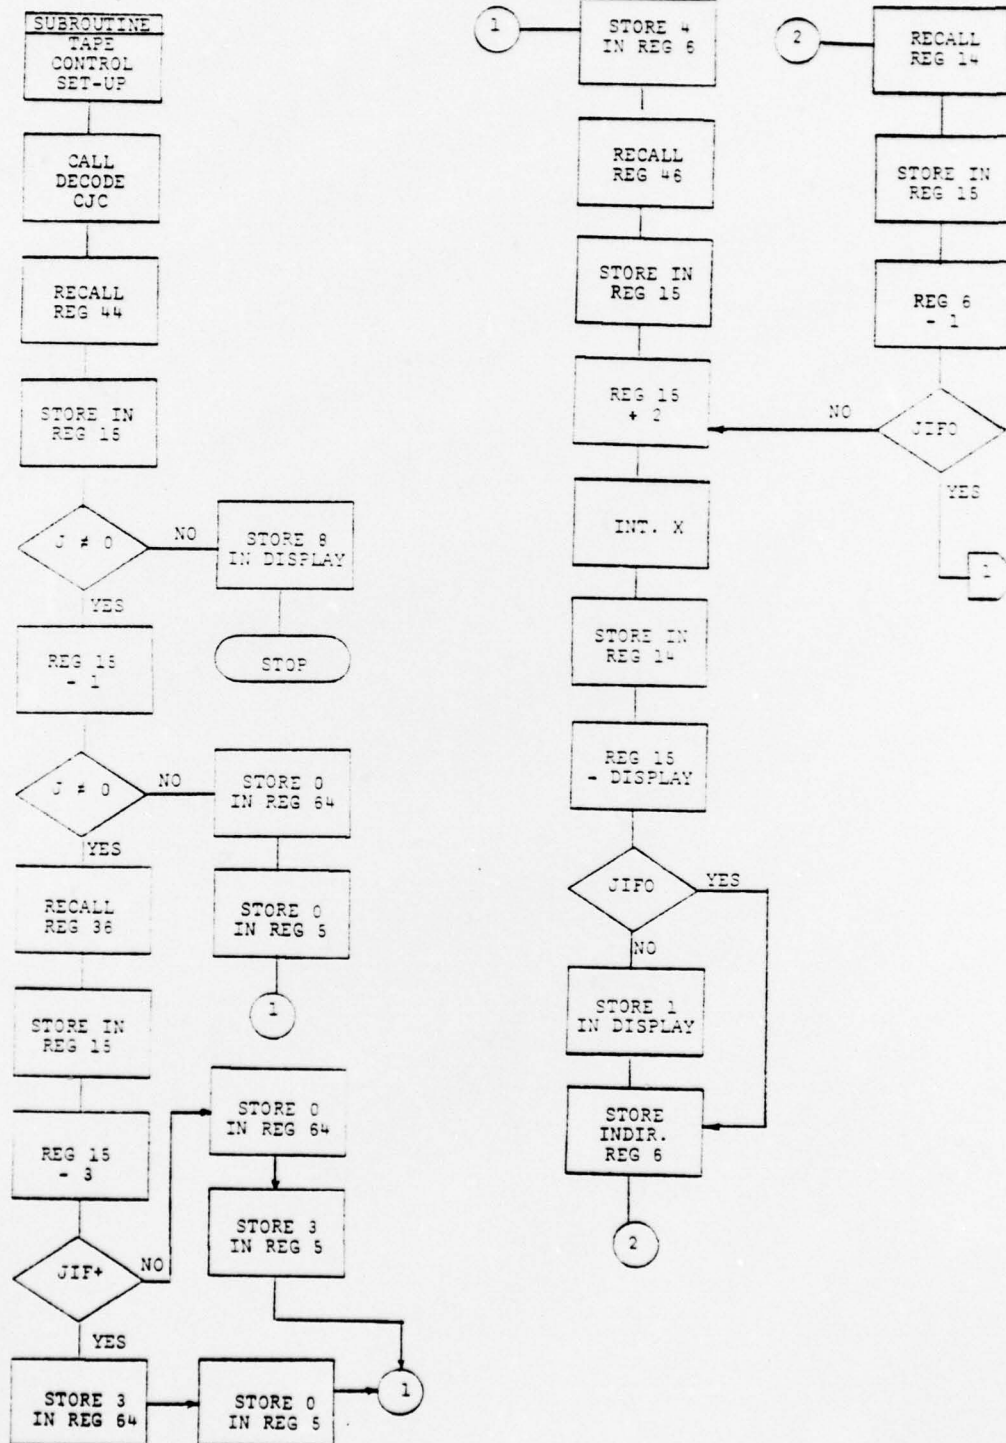 SUBROUTINE
TAPE
CONTROL
SET-UP
CALL
DECODE
CJC
RECALL
REG 44
STORE IN
REG 15
J ≠ 0
NO
STORE 8
IN DISPLAY
STOP
YES
REG 15
- 1
J ≠ 0
NO
STORE 0
IN REG 64
STORE 0
IN REG 5
1
YES
RECALL
REG 36
STORE IN
REG 15
REG 15
- 3
JIF+
NO
STORE 0
IN REG 64
STORE 3
IN REG 5
YES
STORE 3
IN REG 64
STORE 0
IN REG 5
1
1
STORE 4
IN REG 6
RECALL
REG 46
STORE IN
REG 15
REG 15
+ 2
INT. X
STORE IN
REG 14
REG 15
- DISPLAY
JIFO
YES
NO
STORE 1
IN DISPLAY
STORE
INDIR.
REG 6
2
2
RECALL
REG 14
STORE IN
REG 15
REG 6
- 1
JIFO
NO
YES